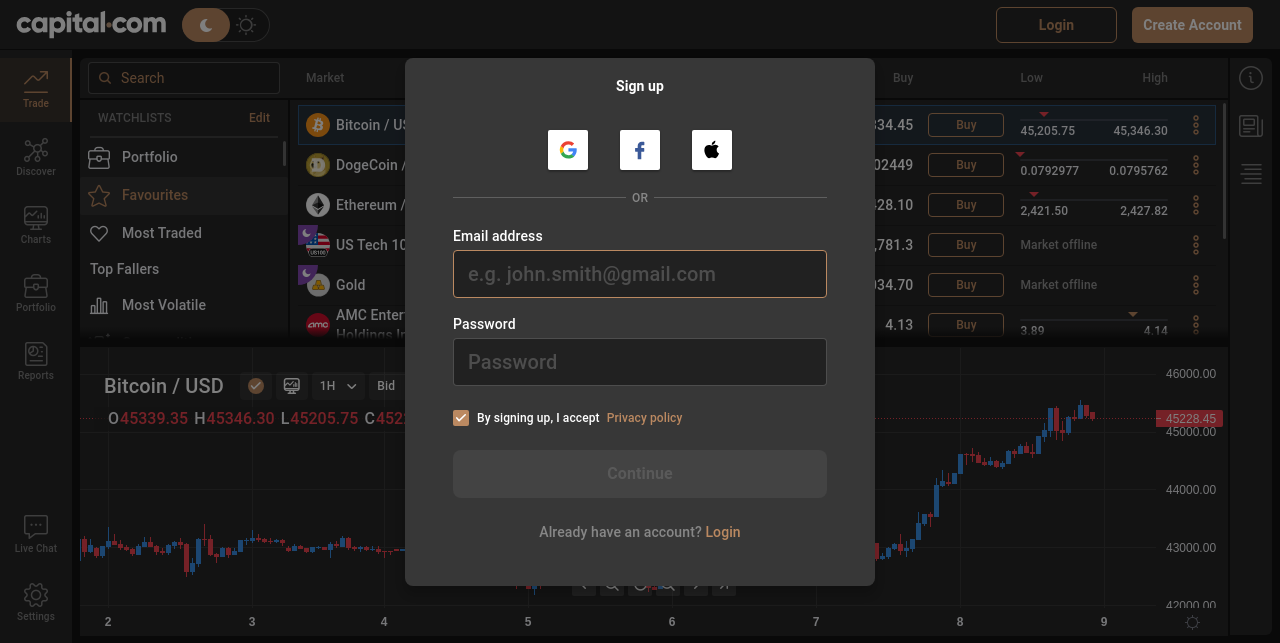 capital.com
Login
Create Account
Trade
Discover
Charts
Portfolio
Reports
Live Chat
Settings
Search
WATCHLISTS Edit
Portfolio
Favourites
Most Traded
Top Fallers
Most Volatile
Market Buy Low High
Bitcoin / US 334.45 Buy 45,205.75 45,346.30
DogeCoin / 02449 Buy 0.0792977 0.0795762
Ethereum / 428.10 Buy 2,421.50 2,427.82
US100
US Tech 10 ,781.3 Buy Market offline
Gold 034.70 Buy Market offline
amc
AMC Enter 4.13 Buy 3.89 4.14
Holdings In
Sign up
OR
Email address
e.g. john.smith@gmail.com
Password
Password
By signing up, I accept Privacy policy
Continue
Already have an account? Login
Bitcoin / USD 1H Bid
O45339.35 H45346.30 L45205.75 C452
46000.00
45228.45
45000.00
44000.00
43000.00
42000.00
2 3 4 5 6 7 8 9